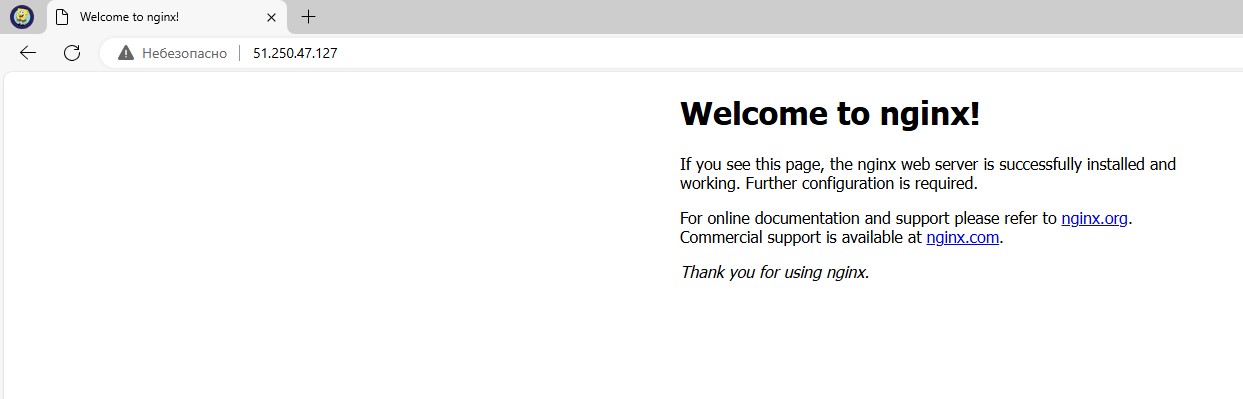 Welcome to nginx!
Небезопасно
51.250.47.127
Welcome to nginx!
If you see this page, the nginx web server is successfully installed and
working. Further configuration is required.
For online documentation and support please refer to nginx.org.
Commercial support is available at nginx.com.
Thank you for using nginx.